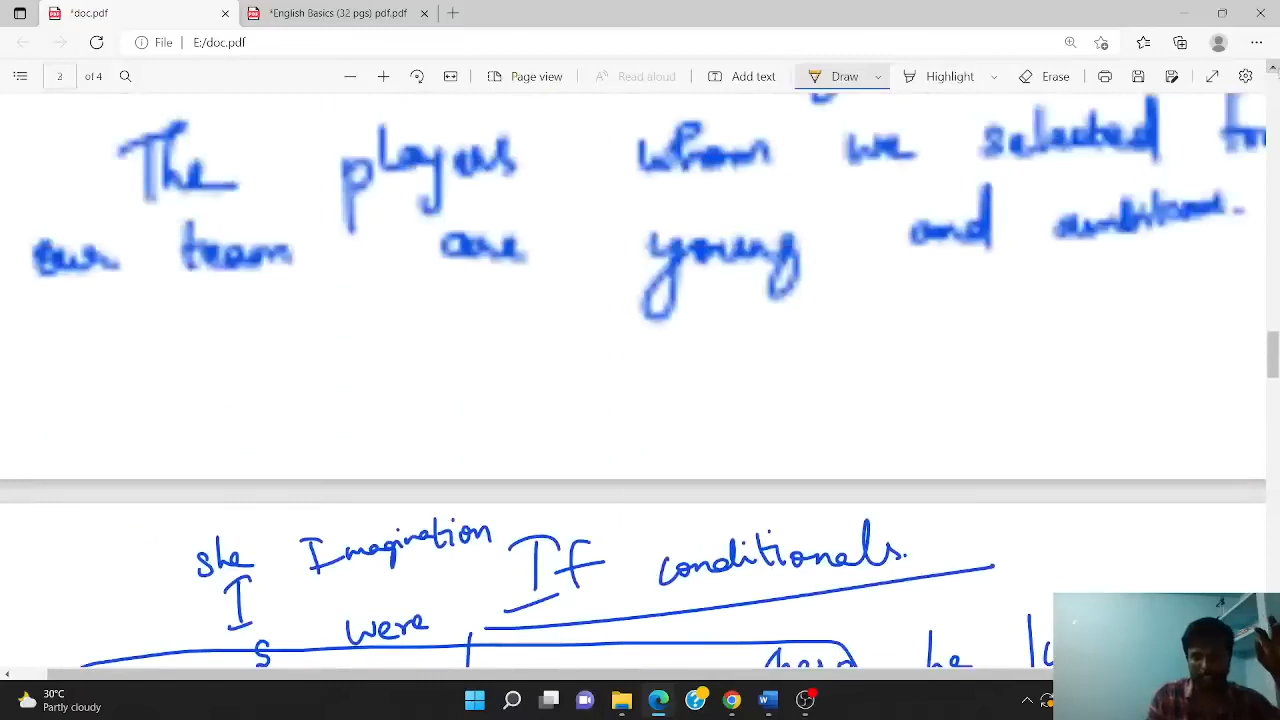 *doc.pdf
*English Basics (32 pgs) pdf.pdf
File E:/doc.pdf
of 4
Page view
Read aloud
Add text
Draw
Highlight
Erase
The players whom we selected
our team are young and ambitious.
she Imagination If conditionals.
I
were
S
he
30°C
Partly cloudy